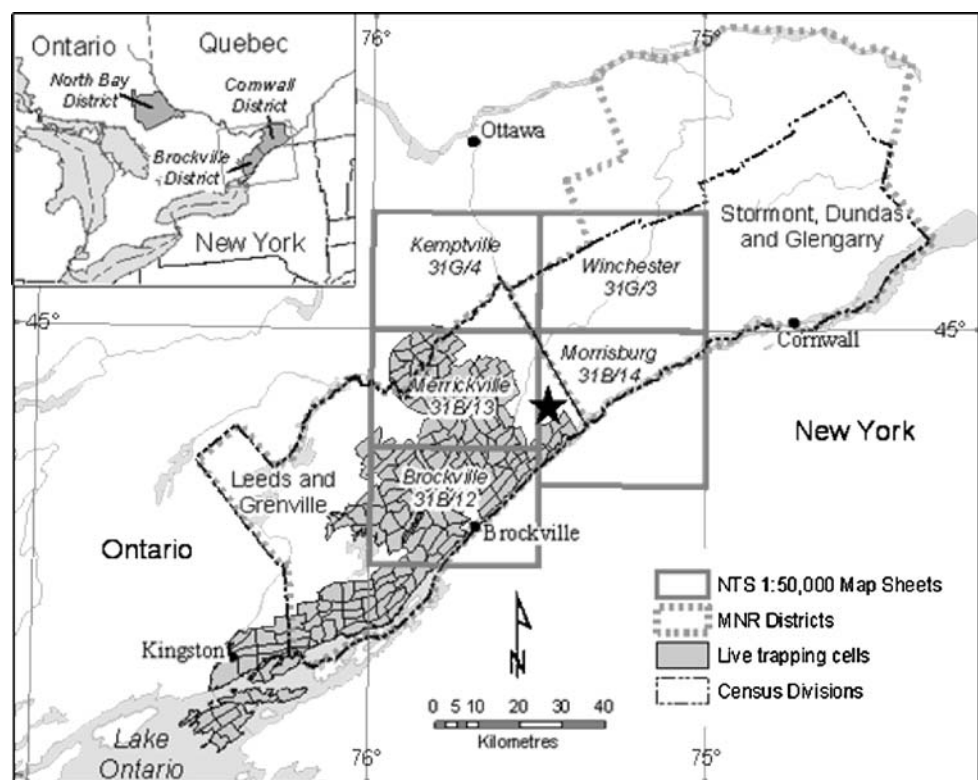 Ontario
Quebec
North Bay
District
Cornwall
District
Brockville
District
New York
76°
75°
Ottawa
Stormont, Dundas
and Glengarry
Kemptville
31G/4
Winchester
31G/3
45°
45°
Cornwall
Morrisburg
31B/14
Merrickville
31B/13
New York
Leeds and
Grenville
Brockville
31B/12
Brockville
Ontario
NTS 1:50,000 Map Sheets
MNR Districts
Live trapping cells
Census Divisions
N
Kingston
0 5 10 20 30 40
Kilometres
Lake
Ontario
76°
75°